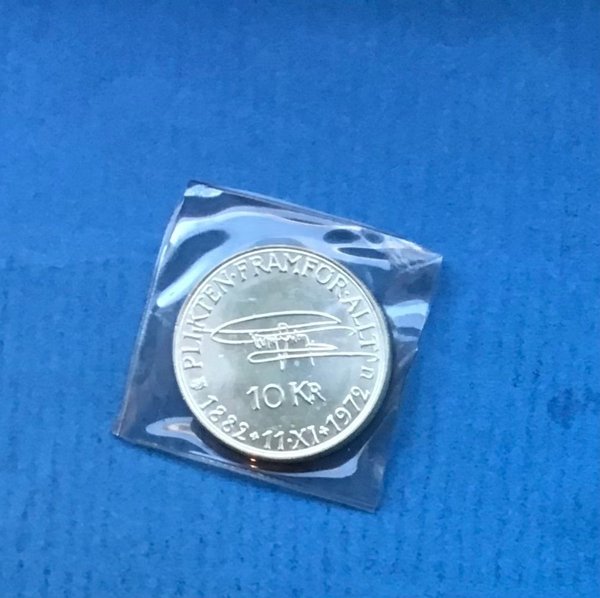 PLIKTEN·FRAMFÖR·ALLT
10 KR
1882*11·XI*1972